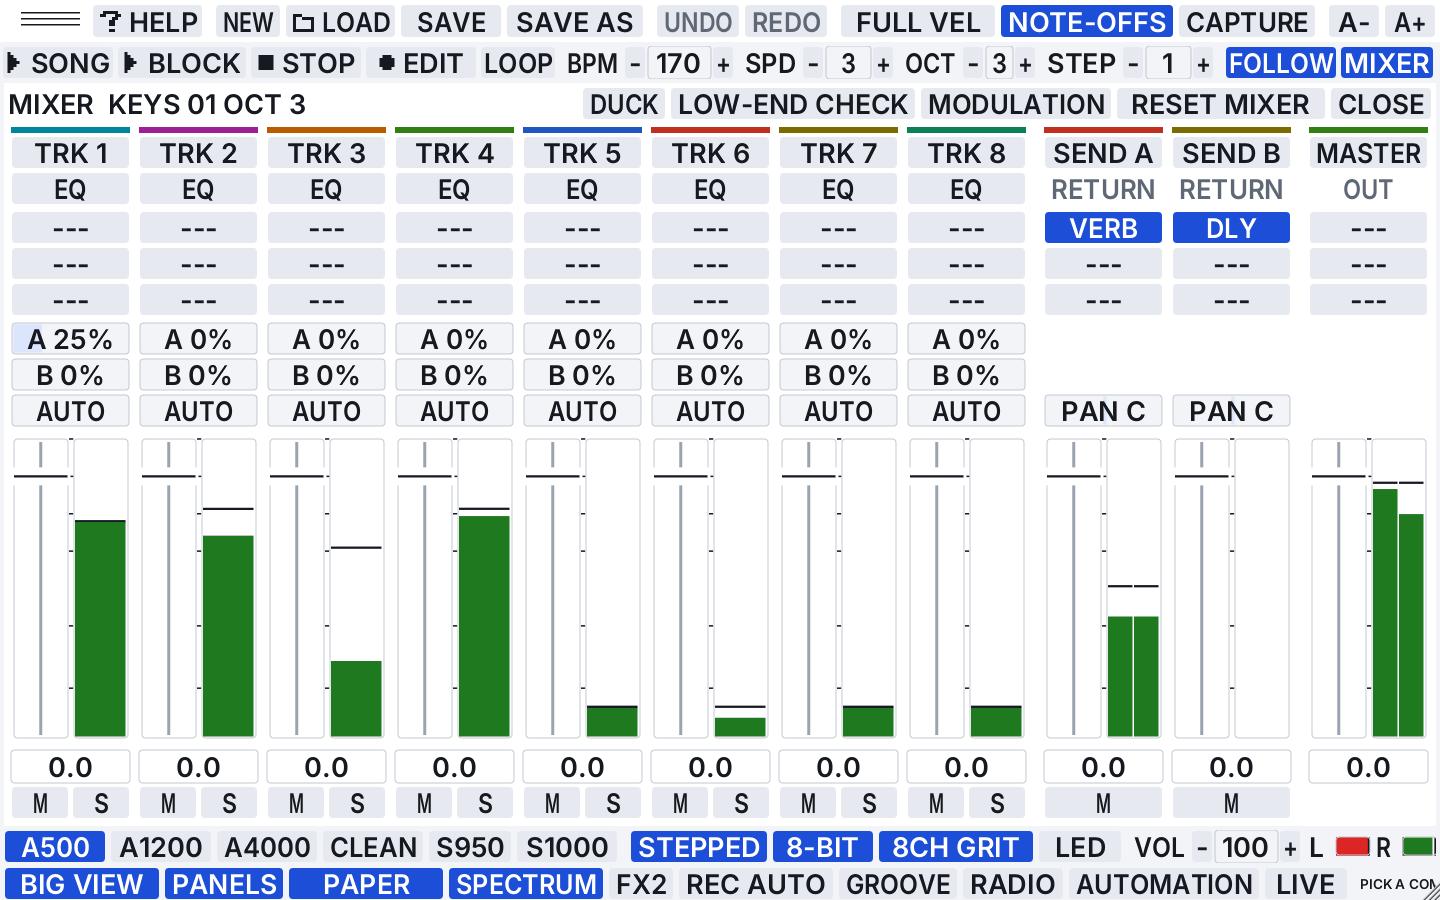 ? HELP NEW LOAD SAVE SAVE AS UNDO REDO FULL VEL NOTE-OFFS CAPTURE A- A+
SONG BLOCK STOP EDIT LOOP BPM - 170 + SPD - 3 + OCT - 3 + STEP - 1 + FOLLOW MIXER
MIXER KEYS 01 OCT 3 DUCK LOW-END CHECK MODULATION RESET MIXER CLOSE
TRK 1 TRK 2 TRK 3 TRK 4 TRK 5 TRK 6 TRK 7 TRK 8 SEND A SEND B MASTER
EQ EQ EQ EQ EQ EQ EQ EQ RETURN RETURN OUT
--- --- --- --- --- --- --- --- VERB DLY ---
--- --- --- --- --- --- --- --- --- --- ---
--- --- --- --- --- --- --- --- --- --- ---
A 25% A 0% A 0% A 0% A 0% A 0% A 0% A 0%
B 0% B 0% B 0% B 0% B 0% B 0% B 0% B 0%
AUTO AUTO AUTO AUTO AUTO AUTO AUTO AUTO PAN C PAN C
0.0 0.0 0.0 0.0 0.0 0.0 0.0 0.0 0.0 0.0 0.0
M S M S M S M S M S M S M S M S M M
A500 A1200 A4000 CLEAN S950 S1000 STEPPED 8-BIT 8CH GRIT LED VOL - 100 + L R
BIG VIEW PANELS PAPER SPECTRUM FX2 REC AUTO GROOVE RADIO AUTOMATION LIVE PICK A